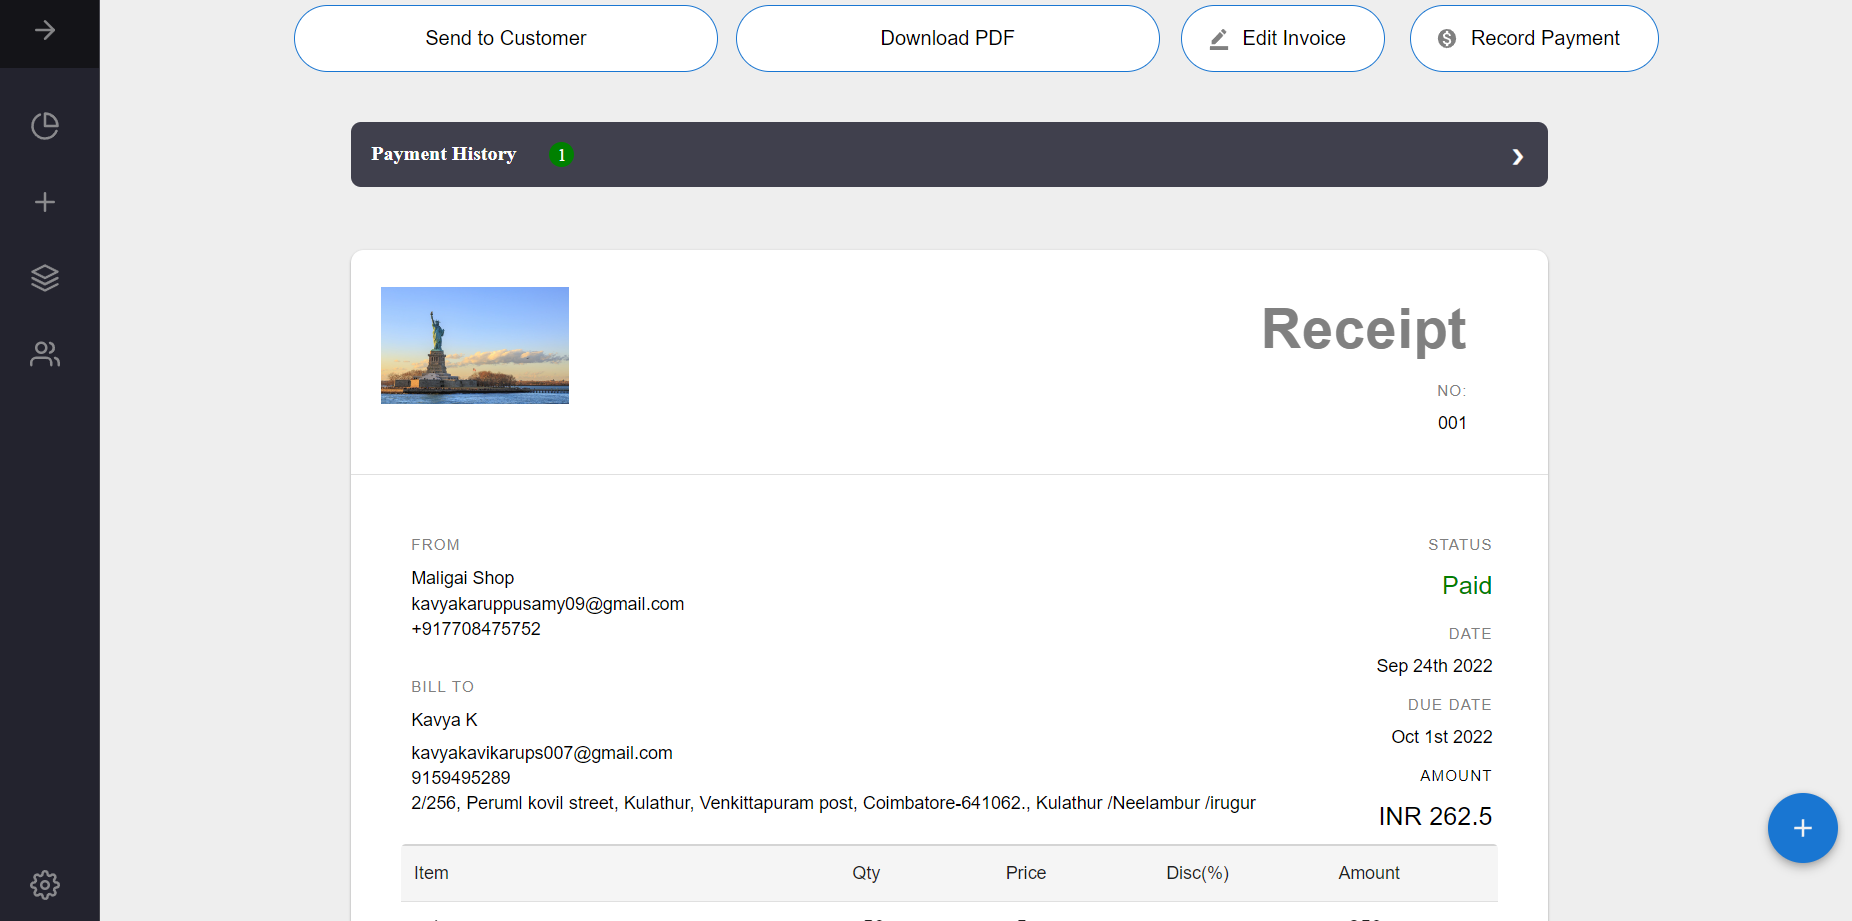 Send to Customer
Download PDF
Edit Invoice
Record Payment
Payment History 1
Receipt
NO:
001
FROM
Maligai Shop
kavyakaruppusamy09@gmail.com
+917708475752
BILL TO
Kavya K
kavyakavikarups007@gmail.com
9159495289
2/256, Peruml kovil street, Kulathur, Venkittapuram post, Coimbatore-641062., Kulathur /Neelambur /irugur
STATUS
Paid
DATE
Sep 24th 2022
DUE DATE
Oct 1st 2022
AMOUNT
INR 262.5
Item Qty Price Disc(%) Amount